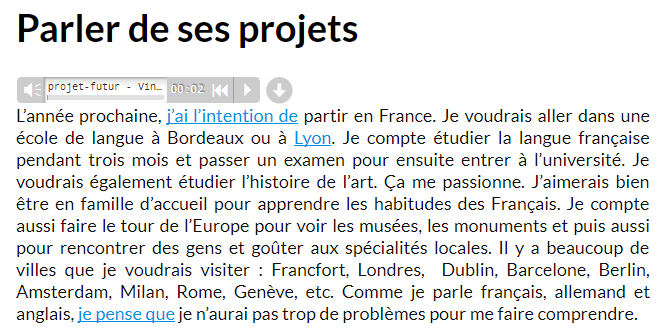 Parler de ses projets
projet-futur - Vin… 00:02
L’année prochaine, j’ai l’intention de partir en France. Je voudrais aller dans une
école de langue à Bordeaux ou à Lyon. Je compte étudier la langue française
pendant trois mois et passer un examen pour ensuite entrer à l’université. Je
voudrais également étudier l’histoire de l’art. Ça me passionne. J’aimerais bien
être en famille d’accueil pour apprendre les habitudes des Français. Je compte
aussi faire le tour de l’Europe pour voir les musées, les monuments et puis aussi
pour rencontrer des gens et goûter aux spécialités locales. Il y a beaucoup de
villes que je voudrais visiter : Francfort, Londres, Dublin, Barcelone, Berlin,
Amsterdam, Milan, Rome, Genève, etc. Comme je parle français, allemand et
anglais, je pense que je n’aurai pas trop de problèmes pour me faire comprendre.